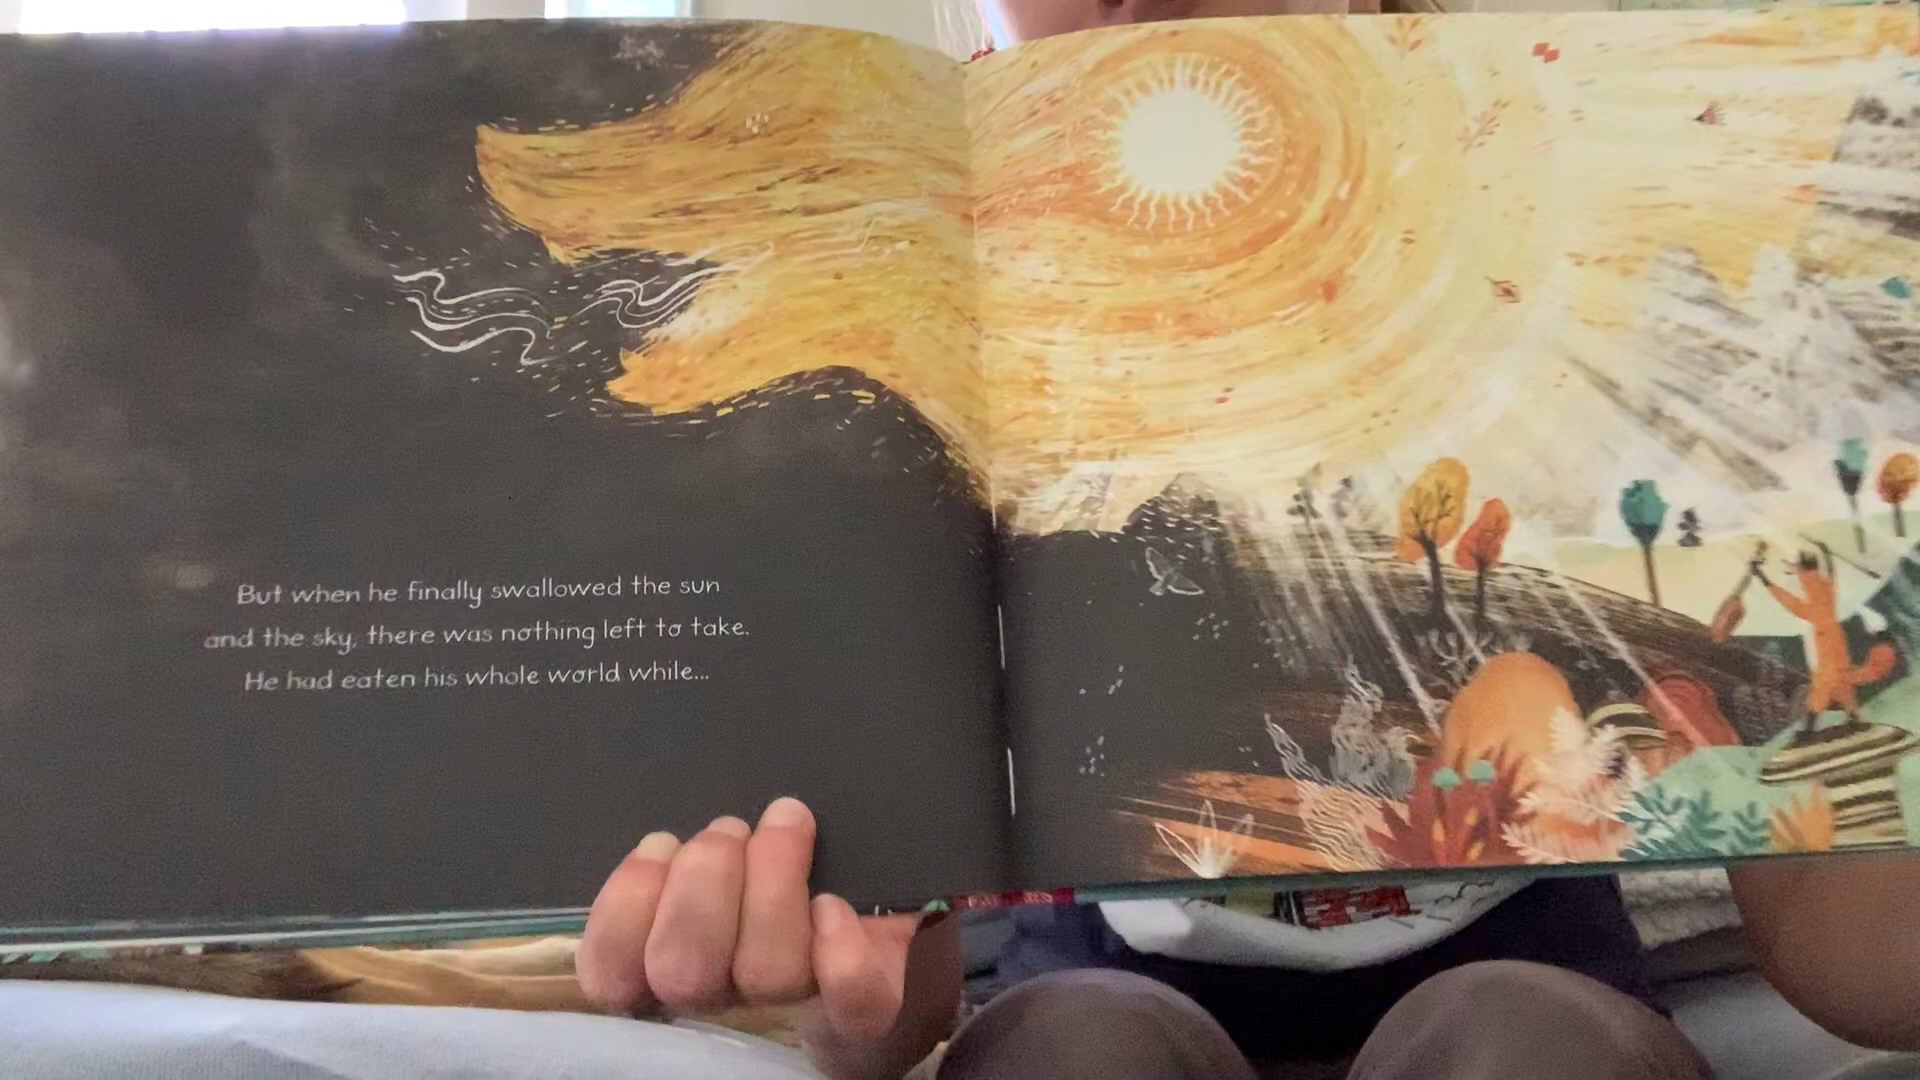 But when he finally swallowed the sun
and the sky, there was nothing left to take.
He had eaten his whole world while...